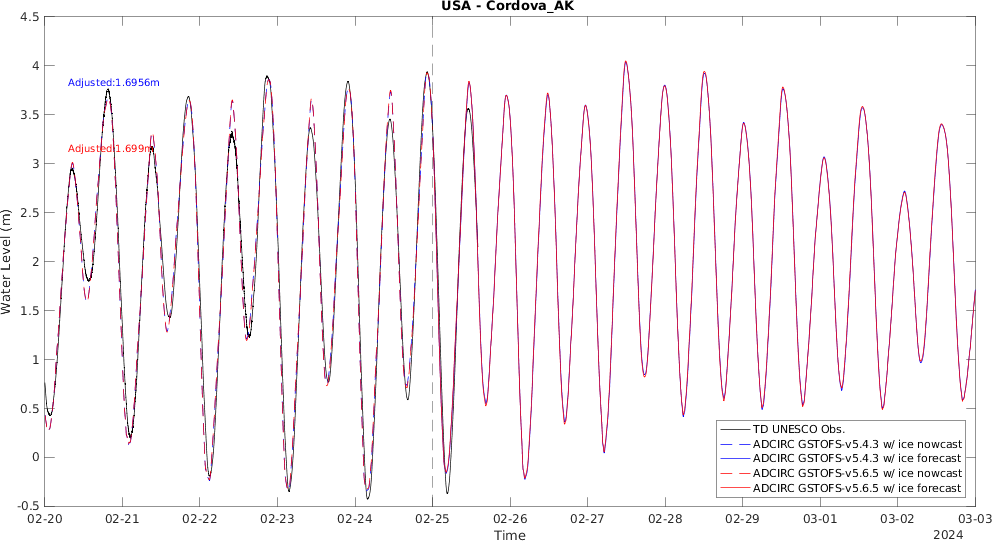 USA - Cordova_AK
4.5
4
3.5
3
2.5
2
1.5
1
0.5
0
-0.5
Water Level (m)
Adjusted:1.6956m
Adjusted:1.699m
TD UNESCO Obs.
ADCIRC GSTOFS-v5.4.3 w/ ice nowcast
ADCIRC GSTOFS-v5.4.3 w/ ice forecast
ADCIRC GSTOFS-v5.6.5 w/ ice nowcast
ADCIRC GSTOFS-v5.6.5 w/ ice forecast
02-20 02-21 02-22 02-23 02-24 02-25 02-26 02-27 02-28 02-29 03-01 03-02 03-03
Time
2024